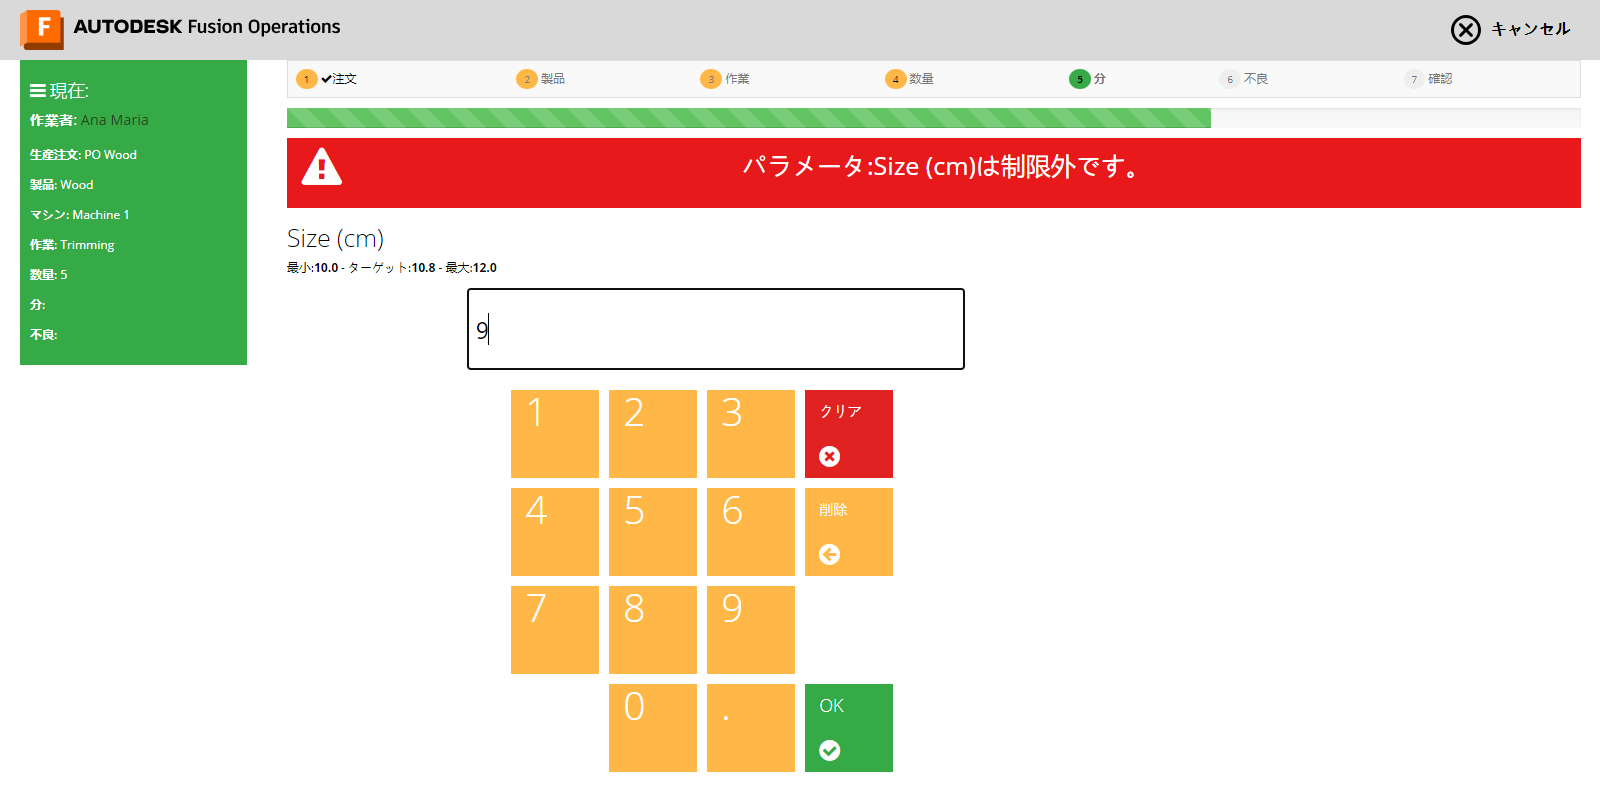 F AUTODESK Fusion Operations
キャンセル
現在:
作業者: Ana Maria
生産注文: PO Wood
製品: Wood
マシン: Machine 1
作業: Trimming
数量: 5
分:
不良:
1 注文 2 製品 3 作業 4 数量 5 分 6 不良 7 確認
パラメータ:Size (cm)は制限外です。
Size (cm)
最小:10.0 - ターゲット:10.8 - 最大:12.0
9
1 2 3 クリア
4 5 6 削除
7 8 9
0 . OK